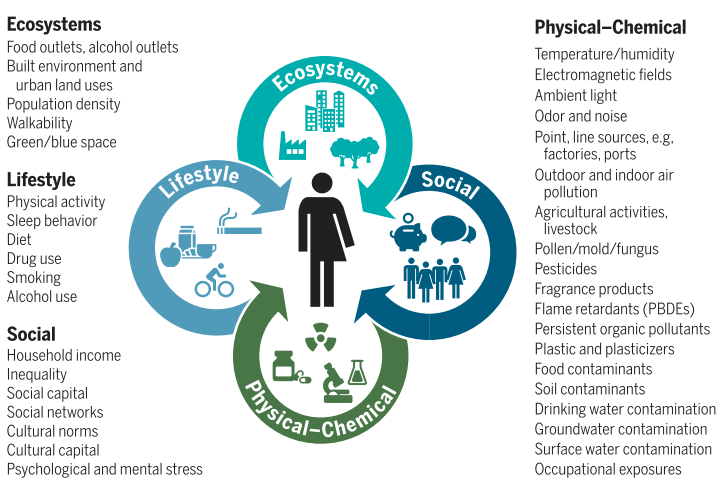 Ecosystems
Food outlets, alcohol outlets
Built environment and
urban land uses
Population density
Walkability
Green/blue space
Lifestyle
Physical activity
Sleep behavior
Diet
Drug use
Smoking
Alcohol use
Social
Household income
Inequality
Social capital
Social networks
Cultural norms
Cultural capital
Psychological and mental stress
Ecosystems
Lifestyle
Social
Physical–Chemical
Physical–Chemical
Temperature/humidity
Electromagnetic fields
Ambient light
Odor and noise
Point, line sources, e.g,
factories, ports
Outdoor and indoor air
pollution
Agricultural activities,
livestock
Pollen/mold/fungus
Pesticides
Fragrance products
Flame retardants (PBDEs)
Persistent organic pollutants
Plastic and plasticizers
Food contaminants
Soil contaminants
Drinking water contamination
Groundwater contamination
Surface water contamination
Occupational exposures